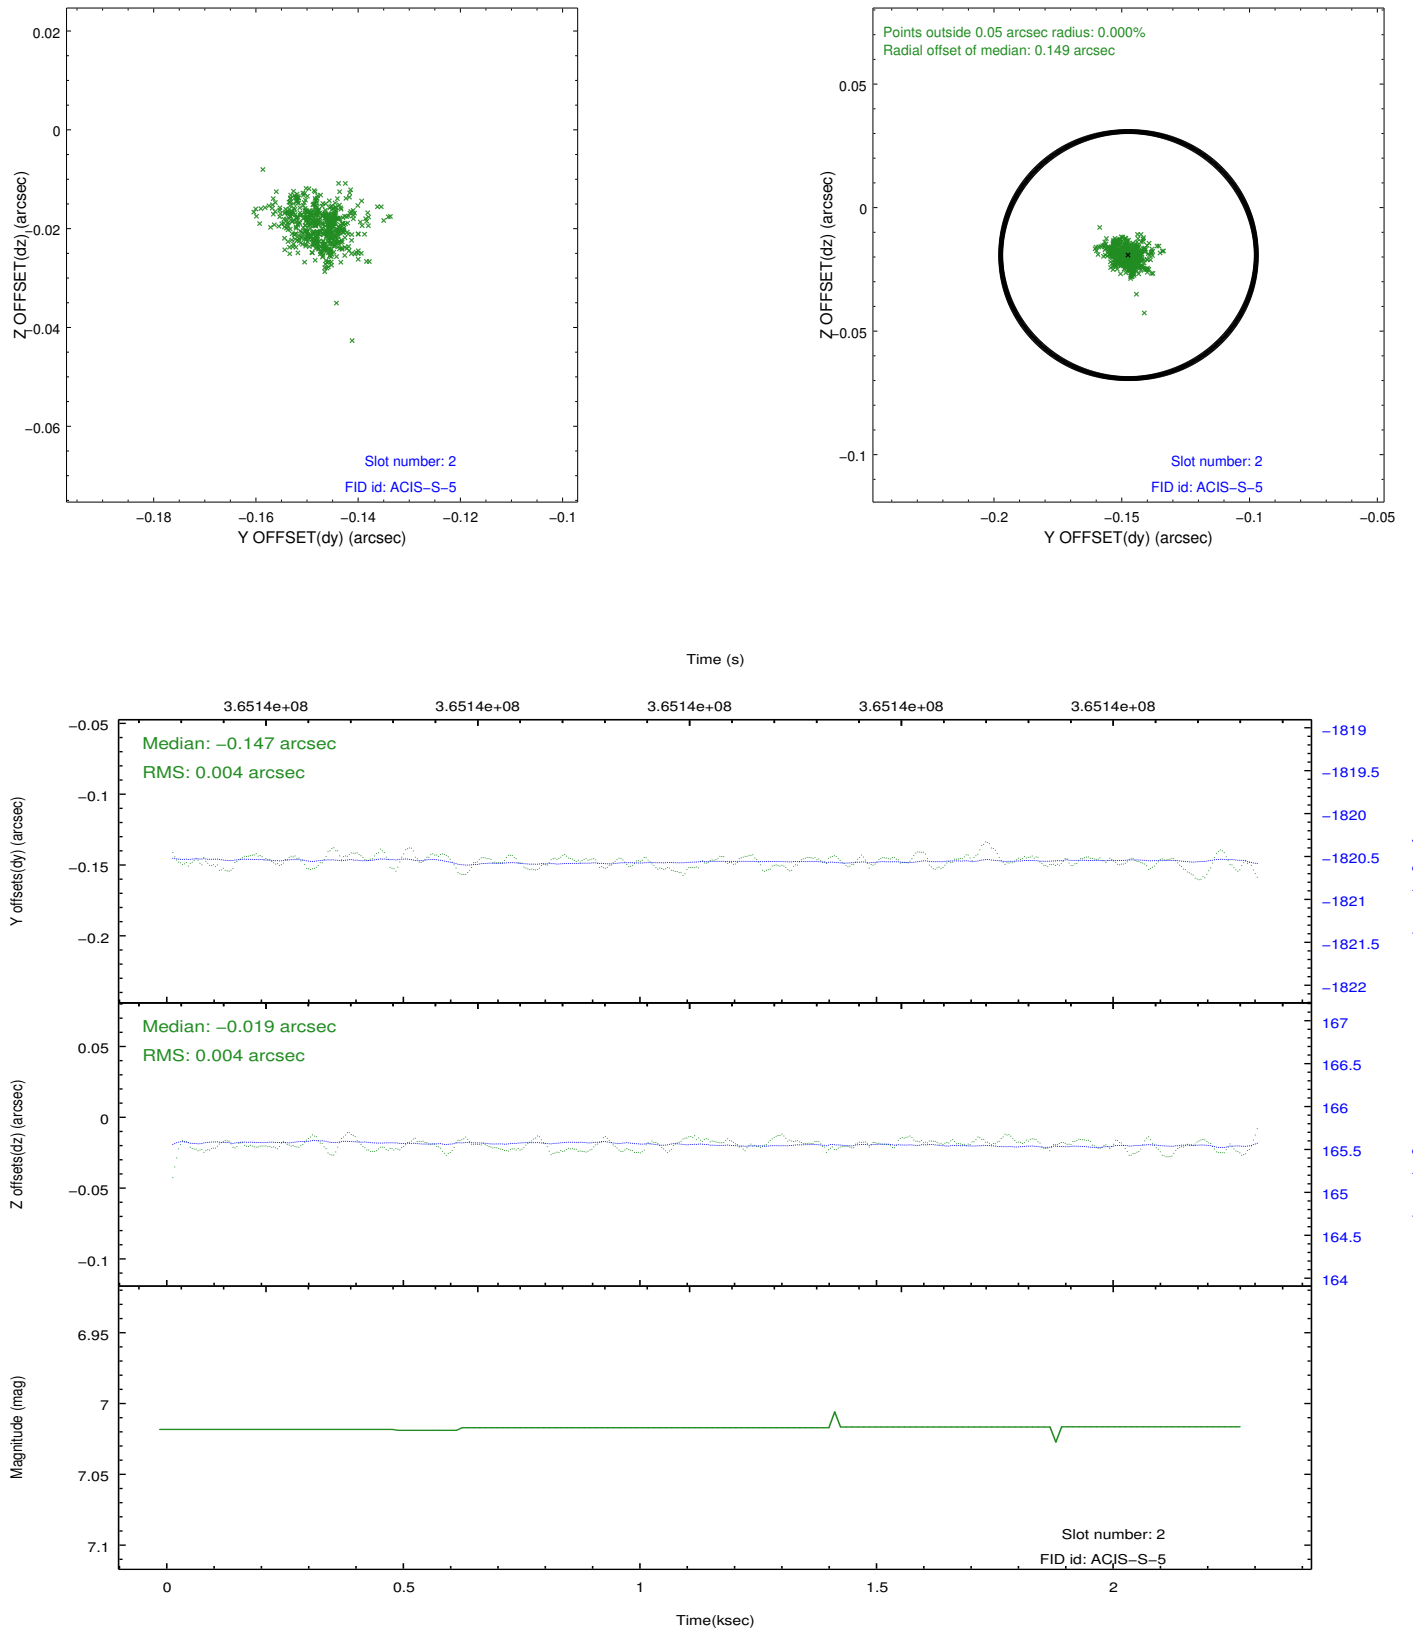 0.02
0
−0.02
−0.04
−0.06
Z OFFSET(dz) (arcsec)
Slot number: 2
FID id: ACIS−S−5
−0.18
−0.16
−0.14
−0.12
−0.1
Y OFFSET(dy) (arcsec)
Points outside 0.05 arcsec radius: 0.000%
Radial offset of median: 0.149 arcsec
0.05
0
−0.05
−0.1
Z OFFSET(dz) (arcsec)
Slot number: 2
FID id: ACIS−S−5
−0.2
−0.15
−0.1
−0.05
Y OFFSET(dy) (arcsec)
Time (s)
3.6514e+08
3.6514e+08
3.6514e+08
3.6514e+08
3.6514e+08
Median: −0.147 arcsec
RMS: 0.004 arcsec
−0.05
−0.1
−0.15
−0.2
Y offsets(dy) (arcsec)
−1819
−1819.5
−1820
−1820.5
−1821
−1821.5
−1822
Median: −0.019 arcsec
RMS: 0.004 arcsec
0.05
0
−0.05
−0.1
Z offsets(dz) (arcsec)
167
166.5
166
165.5
165
164.5
164
6.95
7
7.05
7.1
Magnitude (mag)
Slot number: 2
FID id: ACIS−S−5
0
0.5
1
1.5
2
Time(ksec)